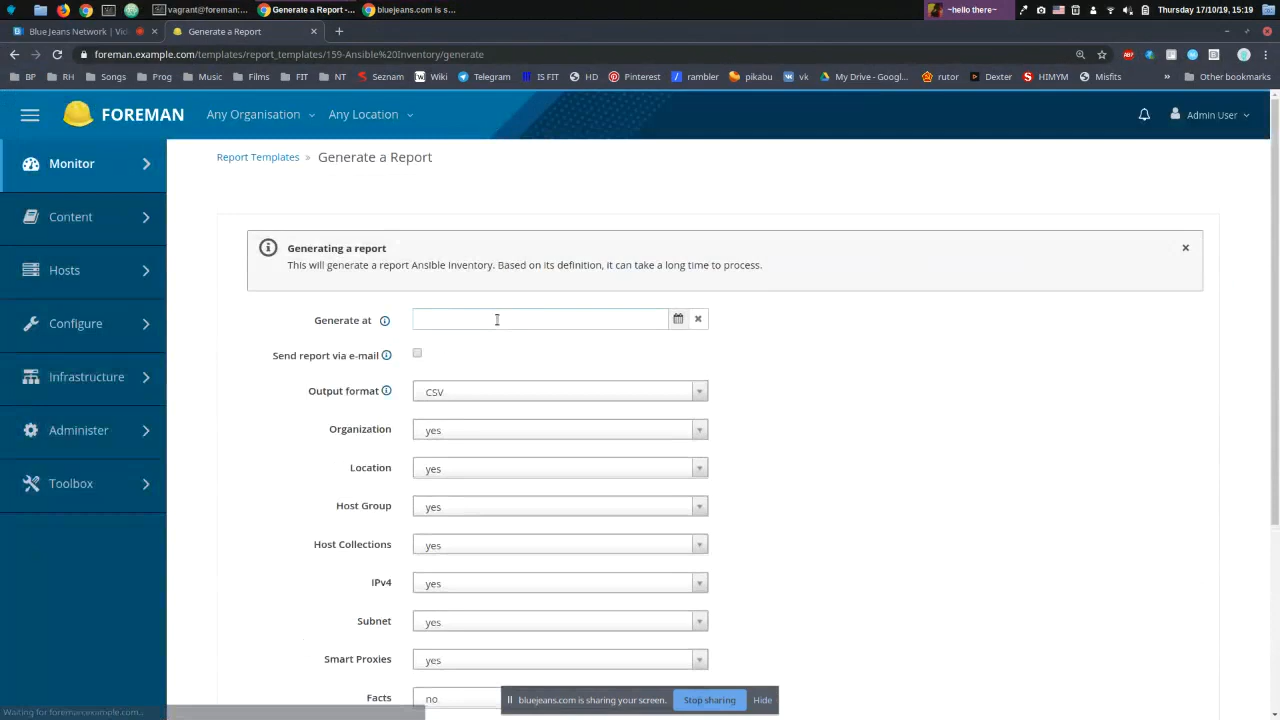 vagrant@foreman:...
Generate a Report -...
bluejeans.com is s...
~hello there~
Thursday 17/10/19, 15:19
Blue Jeans Network | Vid
Generate a Report
foreman.example.com/templates/report_templates/159-Ansible%20Inventory/generate
BP
RH
Songs
Prog
Music
Films
FIT
NT
Seznam
Wiki
Telegram
IS FIT
HD
Pinterest
rambler
pikabu
vk
My Drive - Googl...
rutor
Dexter
HIMYM
Misfits
»
Other bookmarks
FOREMAN
Any Organisation
Any Location
Admin User
Monitor
Content
Hosts
Configure
Infrastructure
Administer
Toolbox
Report Templates » Generate a Report
Generating a report
This will generate a report Ansible Inventory. Based on its definition, it can take a long time to process.
Generate at
Send report via e-mail
Output format CSV
Organization yes
Location yes
Host Group yes
Host Collections yes
IPv4 yes
Subnet yes
Smart Proxies yes
Facts no
bluejeans.com is sharing your screen. Stop sharing Hide
Waiting for foreman.example.com...